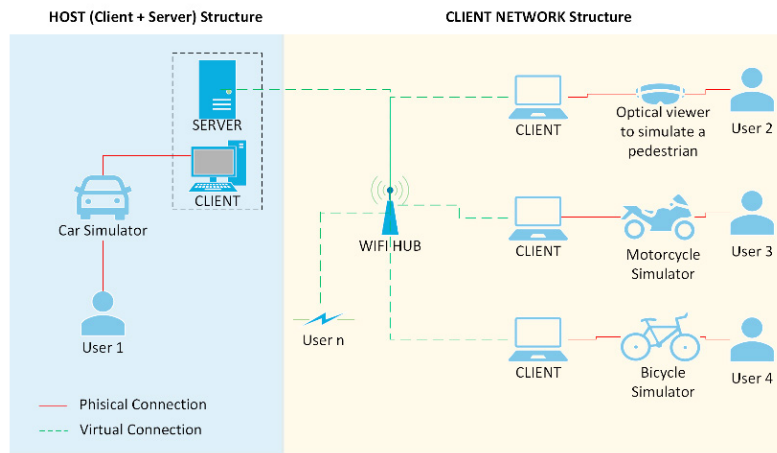 HOST (Client + Server) Structure
CLIENT NETWORK Structure
SERVER
CLIENT
Car Simulator
User 1
WIFI HUB
User n
CLIENT
Optical viewer
to simulate a
pedestrian
User 2
CLIENT
Motorcycle
Simulator
User 3
CLIENT
Bicycle
Simulator
User 4
Phisical Connection
Virtual Connection